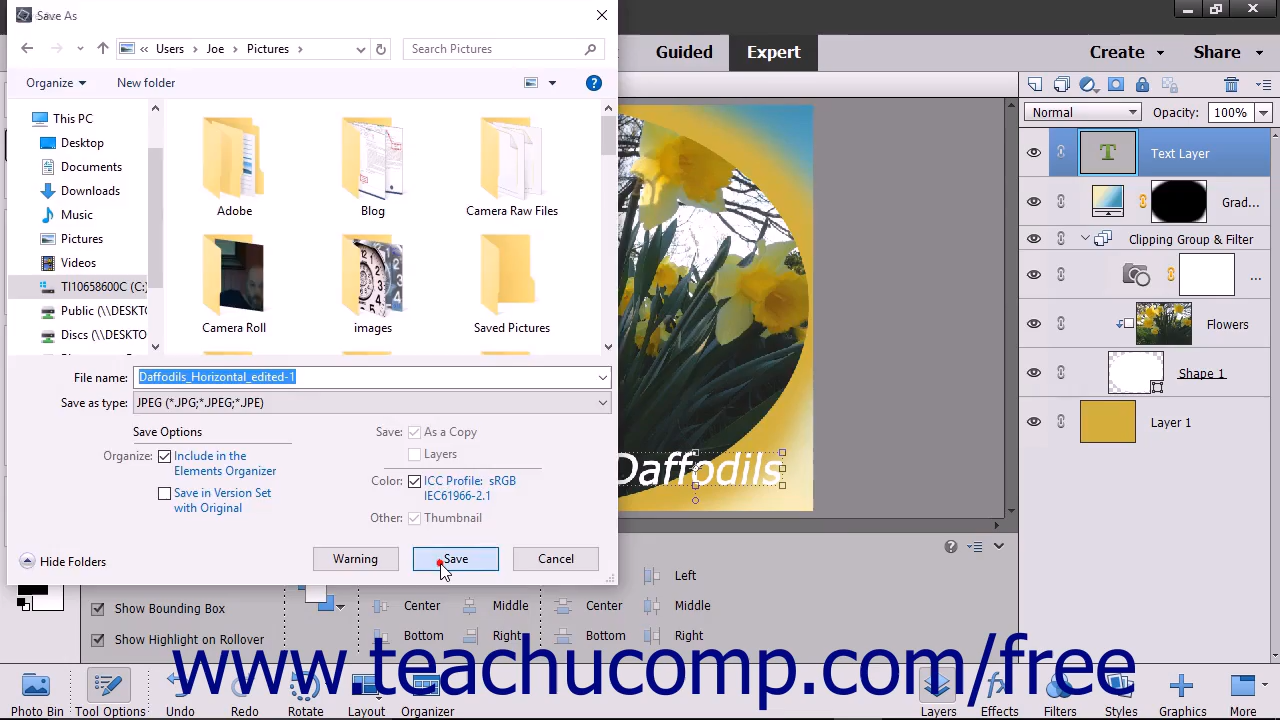 Save As
Users
Joe
Pictures
Search Pictures
Organize
New folder
This PC
Desktop
Documents
Downloads
Music
Pictures
Videos
TI10658600C (C:
Public (\\DESKTO
Discs (\\DESKTO
Adobe
Blog
Camera Raw Files
Camera Roll
images
Saved Pictures
File name: Daffodils_Horizontal_edited-1
Save as type: JPEG (*.JPG;*.JPEG;*.JPE)
Save Options
Organize:
Include in the
Elements Organizer
Save in Version Set
with Original
Save: As a Copy
Layers
Color: ICC Profile: sRGB
IEC61966-2.1
Other: Thumbnail
Hide Folders
Warning
Save
Cancel
Guided
Expert
Create
Share
Normal
Opacity: 100%
Text Layer
Grad...
Clipping Group & Filter
...
Flowers
Shape 1
Layer 1
Daffodils
Show Bounding Box
Show Highlight on Rollover
Center
Middle
Center
Left
Middle
Bottom
Right
Bottom
Right
www.teachucomp.com/free
Photo Bin
Tool Options
Undo
Redo
Rotate
Layout
Organizer
Layers
Effects
Filters
Styles
Graphics
More